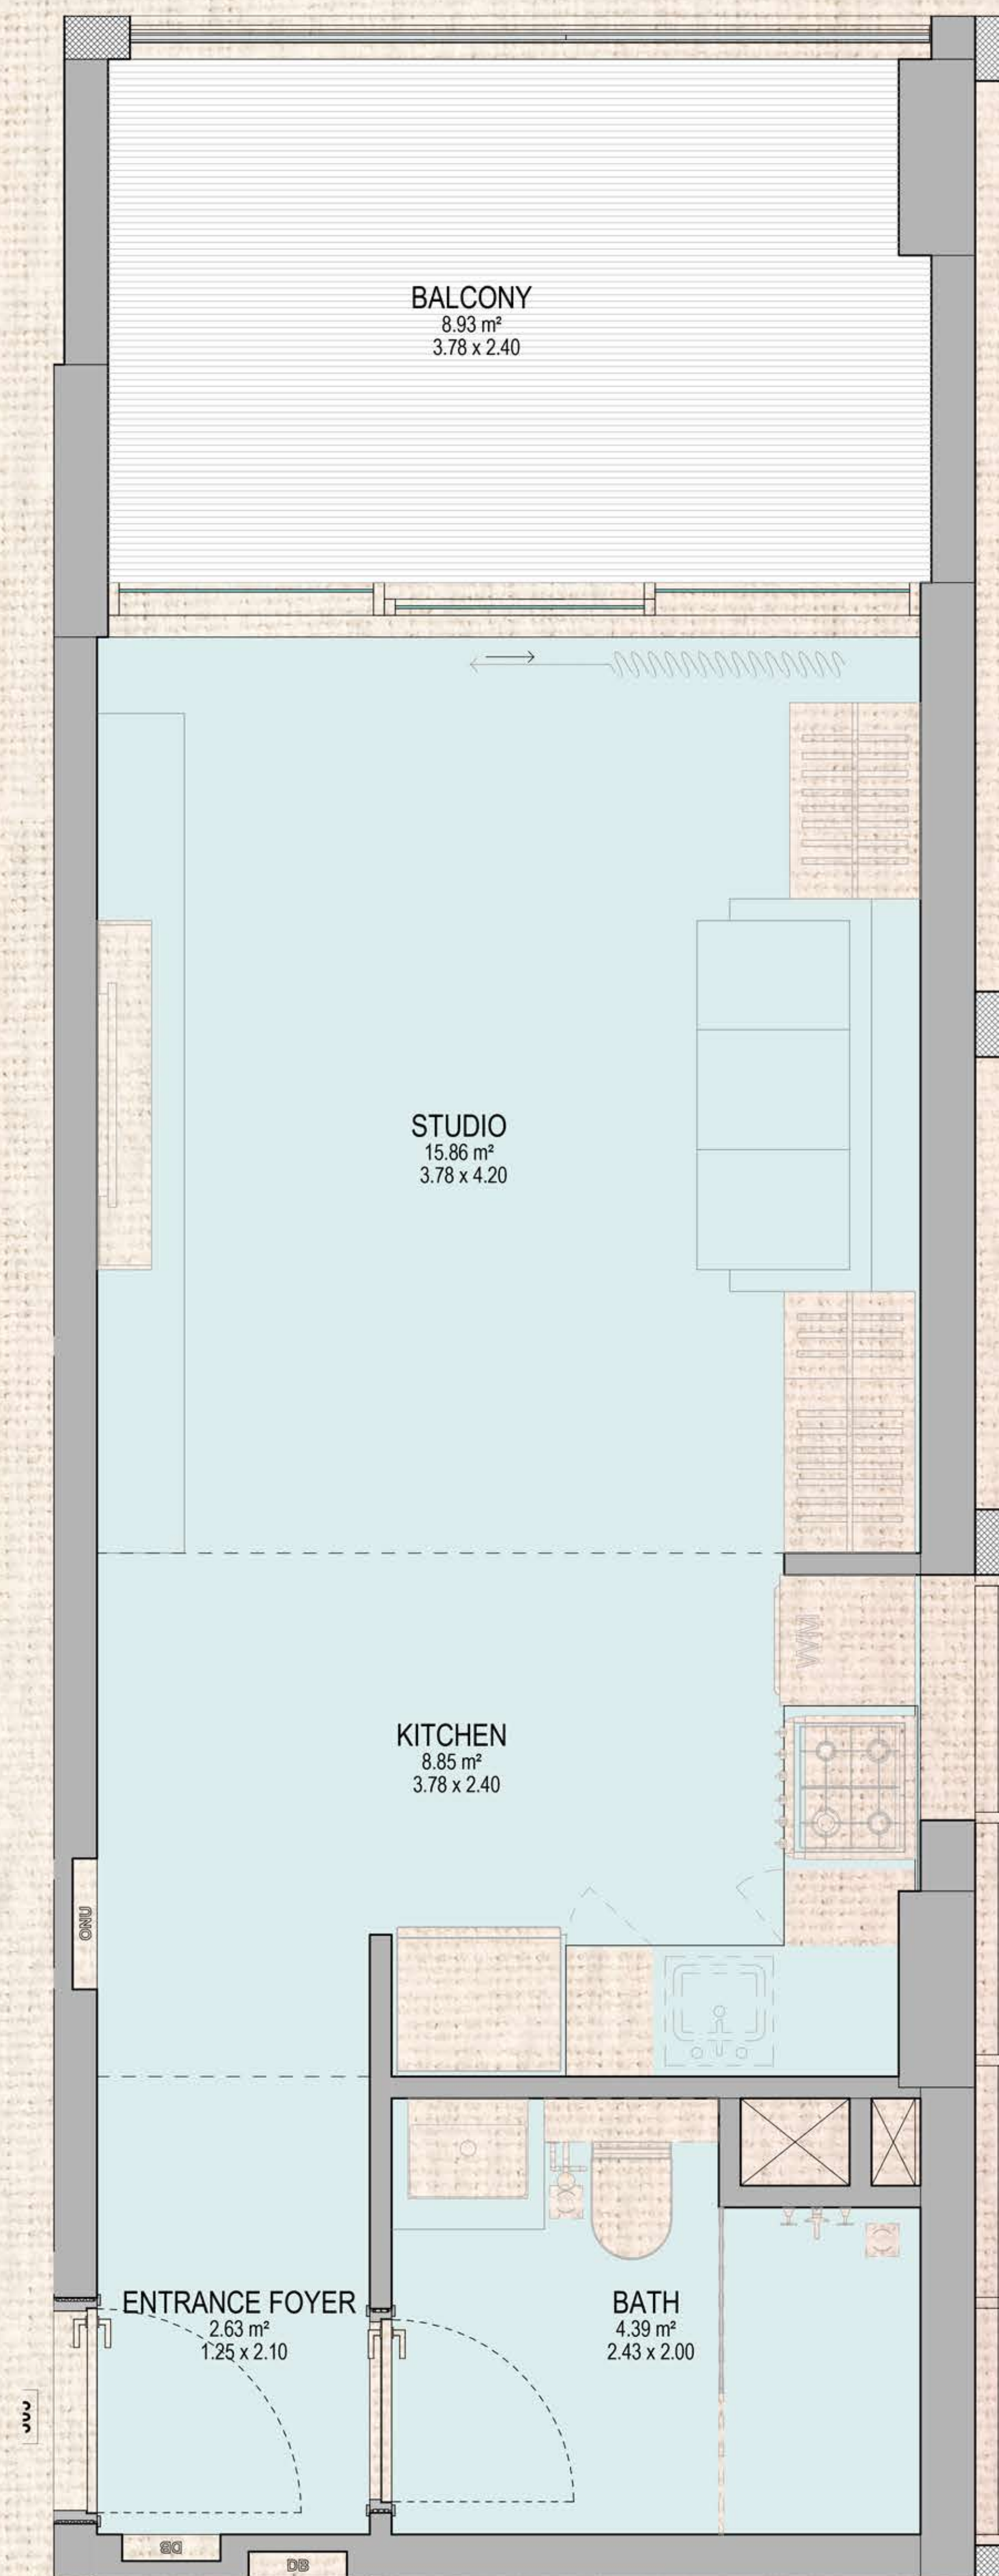 BALCONY
8.93 m²
3.78 x 2.40
STUDIO
15.86 m²
3.78 x 4.20
KITCHEN
8.85 m²
3.78 x 2.40
ONU
ENTRANCE FOYER
2.63 m²
1.25 x 2.10
BATH
4.39 m²
2.43 x 2.00
DB
DB